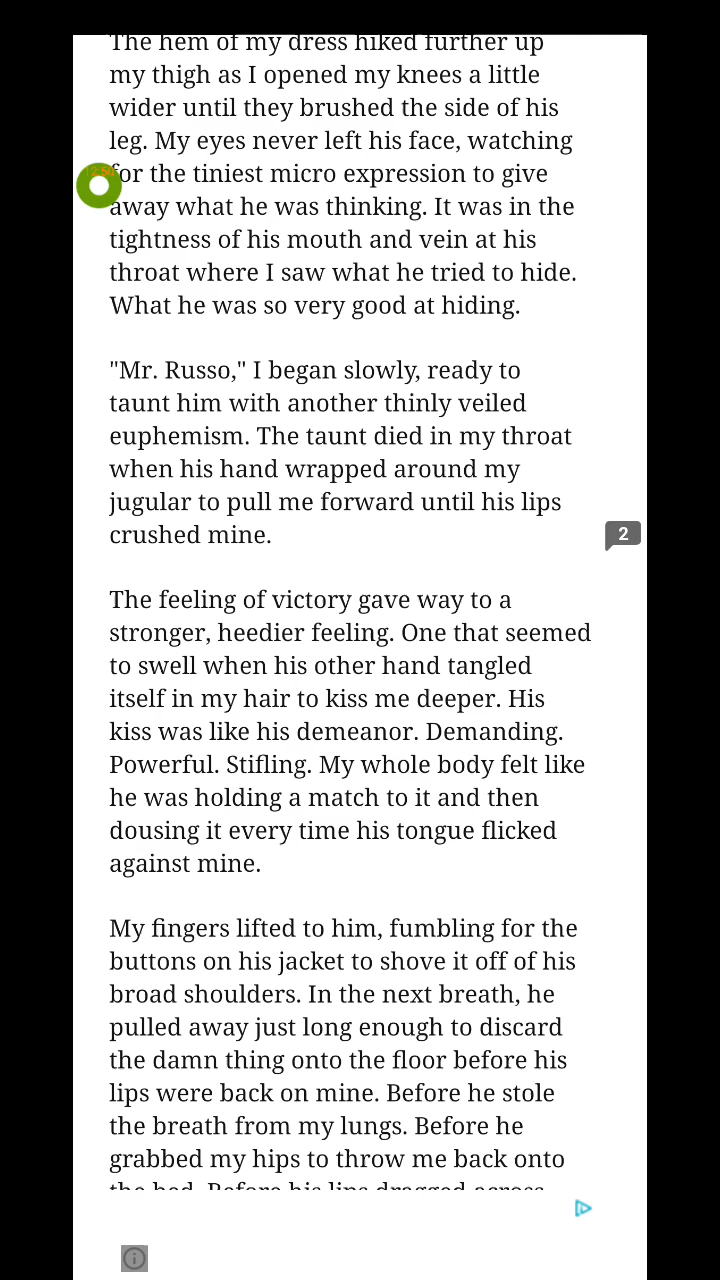 The hem of my dress hiked further up
my thigh as I opened my knees a little
wider until they brushed the side of his
leg. My eyes never left his face, watching
for the tiniest micro expression to give
away what he was thinking. It was in the
tightness of his mouth and vein at his
throat where I saw what he tried to hide.
What he was so very good at hiding.
"Mr. Russo," I began slowly, ready to
taunt him with another thinly veiled
euphemism. The taunt died in my throat
when his hand wrapped around my
jugular to pull me forward until his lips
crushed mine.
2
The feeling of victory gave way to a
stronger, heedier feeling. One that seemed
to swell when his other hand tangled
itself in my hair to kiss me deeper. His
kiss was like his demeanor. Demanding.
Powerful. Stifling. My whole body felt like
he was holding a match to it and then
dousing it every time his tongue flicked
against mine.
My fingers lifted to him, fumbling for the
buttons on his jacket to shove it off of his
broad shoulders. In the next breath, he
pulled away just long enough to discard
the damn thing onto the floor before his
lips were back on mine. Before he stole
the breath from my lungs. Before he
grabbed my hips to throw me back onto
the bed. Before his lips dragged across